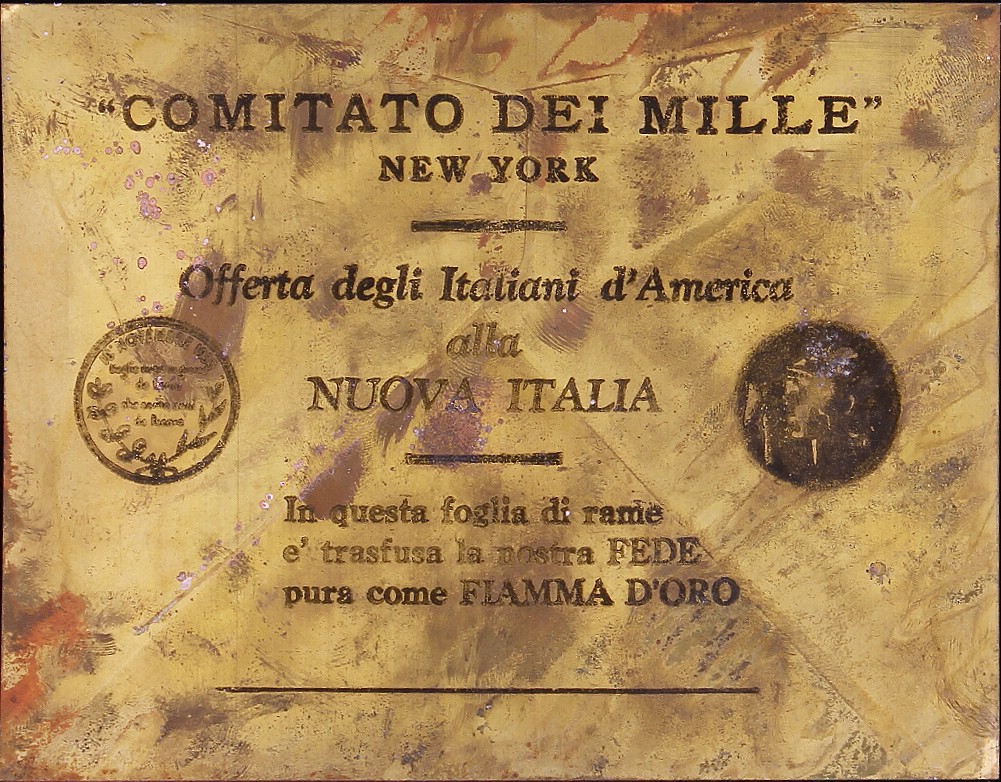 “COMITATO DEI MILLE”
NEW YORK
Offerta degli Italiani d'America
alla
NUOVA ITALIA
In questa foglia di rame
e' trasfusa la nostra FEDE
pura come FIAMMA D'ORO
NOVEMBRE